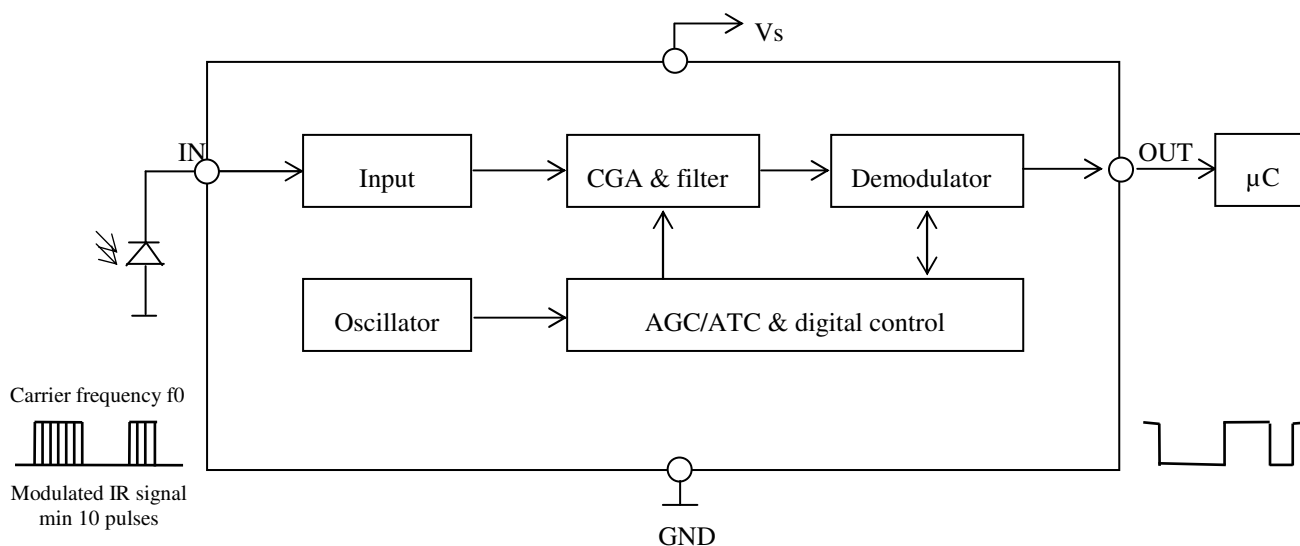 Vs
IN
OUT
Input
CGA & filter
Demodulator
µC
Oscillator
AGC/ATC & digital control
Carrier frequency f0
Modulated IR signal
min 10 pulses
GND